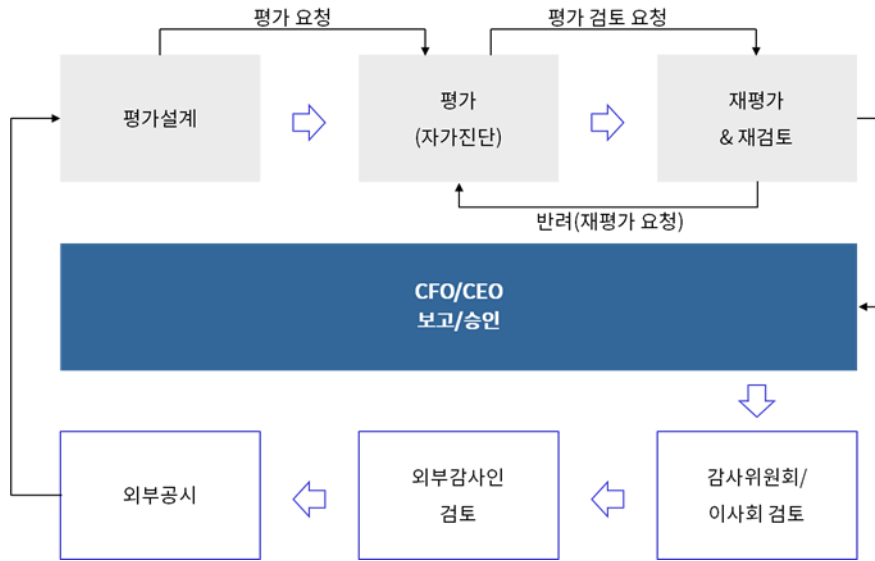 평가 요청
평가 검토 요청
평가설계
평가
(자가진단)
재평가
& 재검토
반려(재평가 요청)
CFO/CEO
보고/승인
외부공시
외부감사인
검토
감사위원회/
이사회 검토